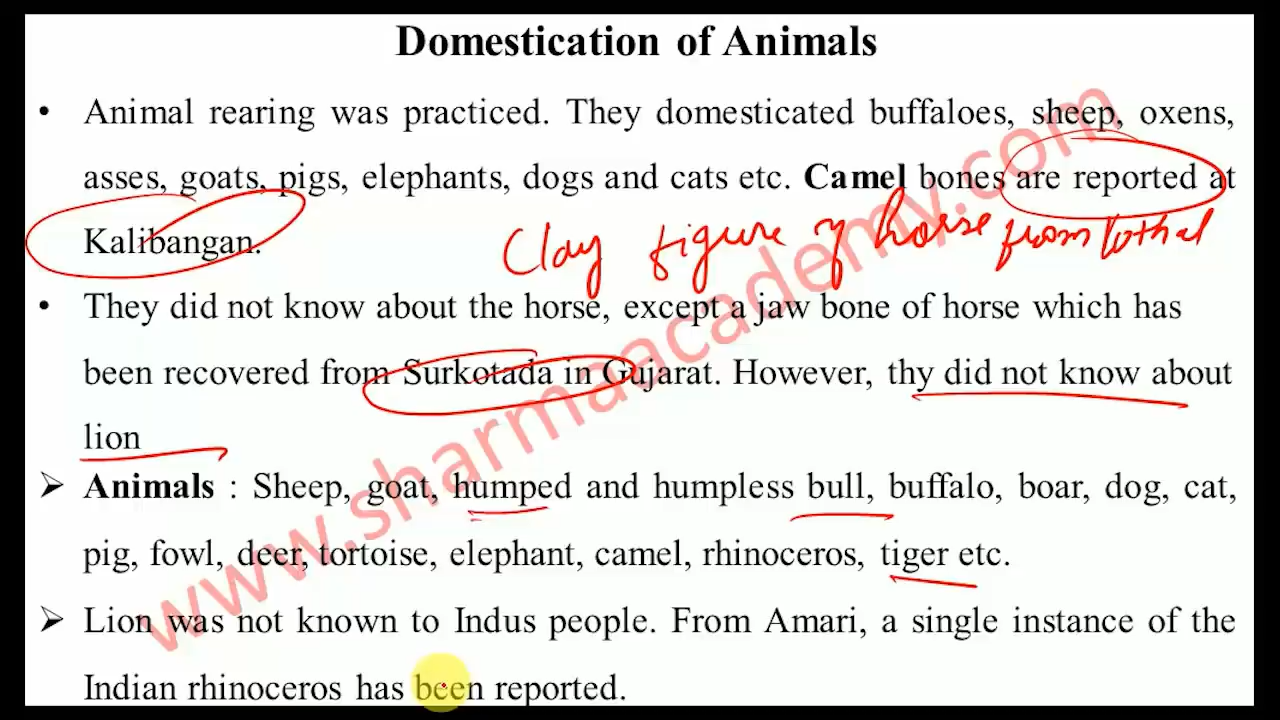 Domestication of Animals
• Animal rearing was practiced. They domesticated buffaloes, sheep, oxens,
asses, goats, pigs, elephants, dogs and cats etc. Camel bones are reported at
Kalibangan.
Clay figure of horse from lothal
• They did not know about the horse, except a jaw bone of horse which has
been recovered from Surkotada in Gujarat. However, thy did not know about
lion
➢ Animals : Sheep, goat, humped and humpless bull, buffalo, boar, dog, cat,
pig, fowl, deer, tortoise, elephant, camel, rhinoceros, tiger etc.
➢ Lion was not known to Indus people. From Amari, a single instance of the
Indian rhinoceros has been reported.
www.sharmaacademy.com